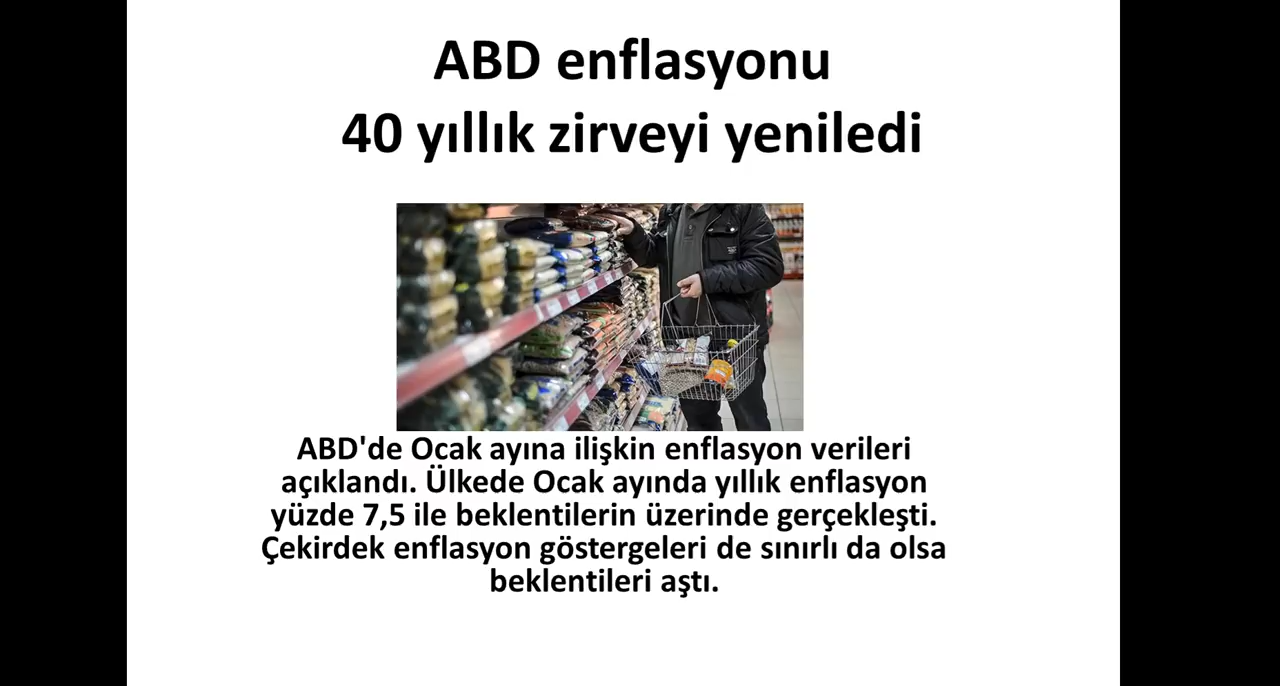 ABD enflasyonu
40 yıllık zirveyi yeniledi
ABD'de Ocak ayına ilişkin enflasyon verileri
açıklandı. Ülkede Ocak ayında yıllık enflasyon
yüzde 7,5 ile beklentilerin üzerinde gerçekleşti.
Çekirdek enflasyon göstergeleri de sınırlı da olsa
beklentileri aştı.